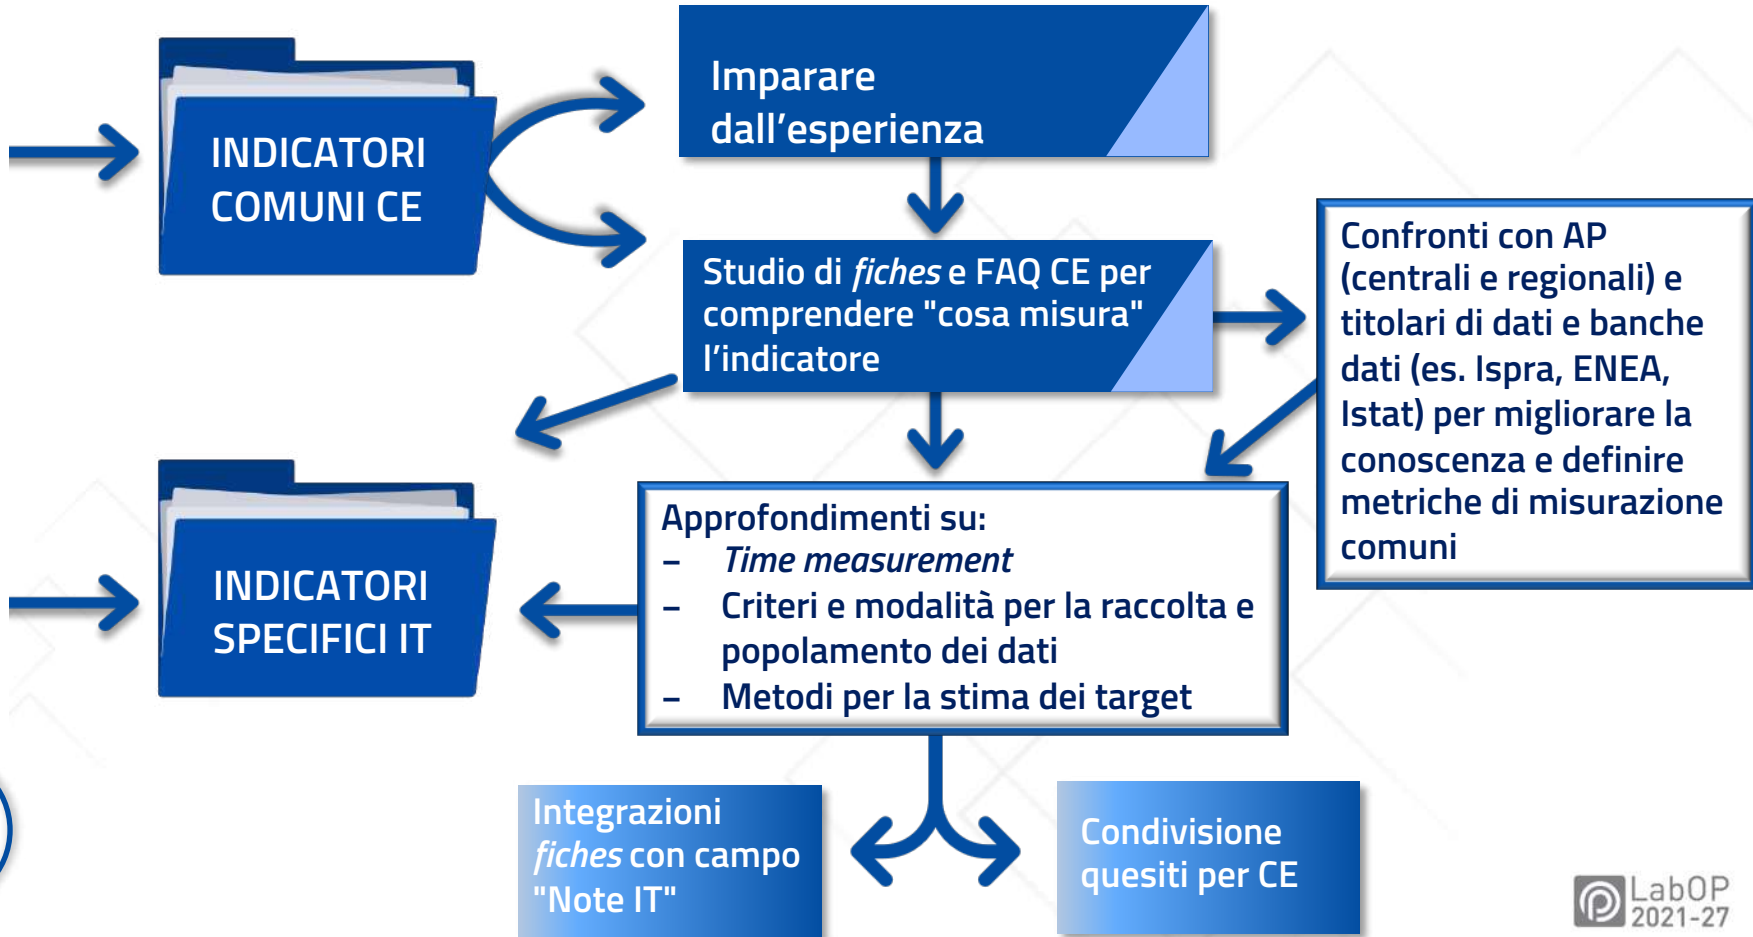 INDICATORI
COMUNI CE
Imparare
dall'esperienza
Studio di fiches e FAQ CE per
comprendere "cosa misura"
l'indicatore
Confronti con AP
(centrali e regionali) e
titolari di dati e banche
dati (es. Ispra, ENEA,
Istat) per migliorare la
conoscenza e definire
metriche di misurazione
comuni
INDICATORI
SPECIFICI IT
Approfondimenti su:
– Time measurement
– Criteri e modalità per la raccolta e
popolamento dei dati
– Metodi per la stima dei target
Integrazioni
fiches con campo
"Note IT"
Condivisione
quesiti per CE
LabOP
2021-27